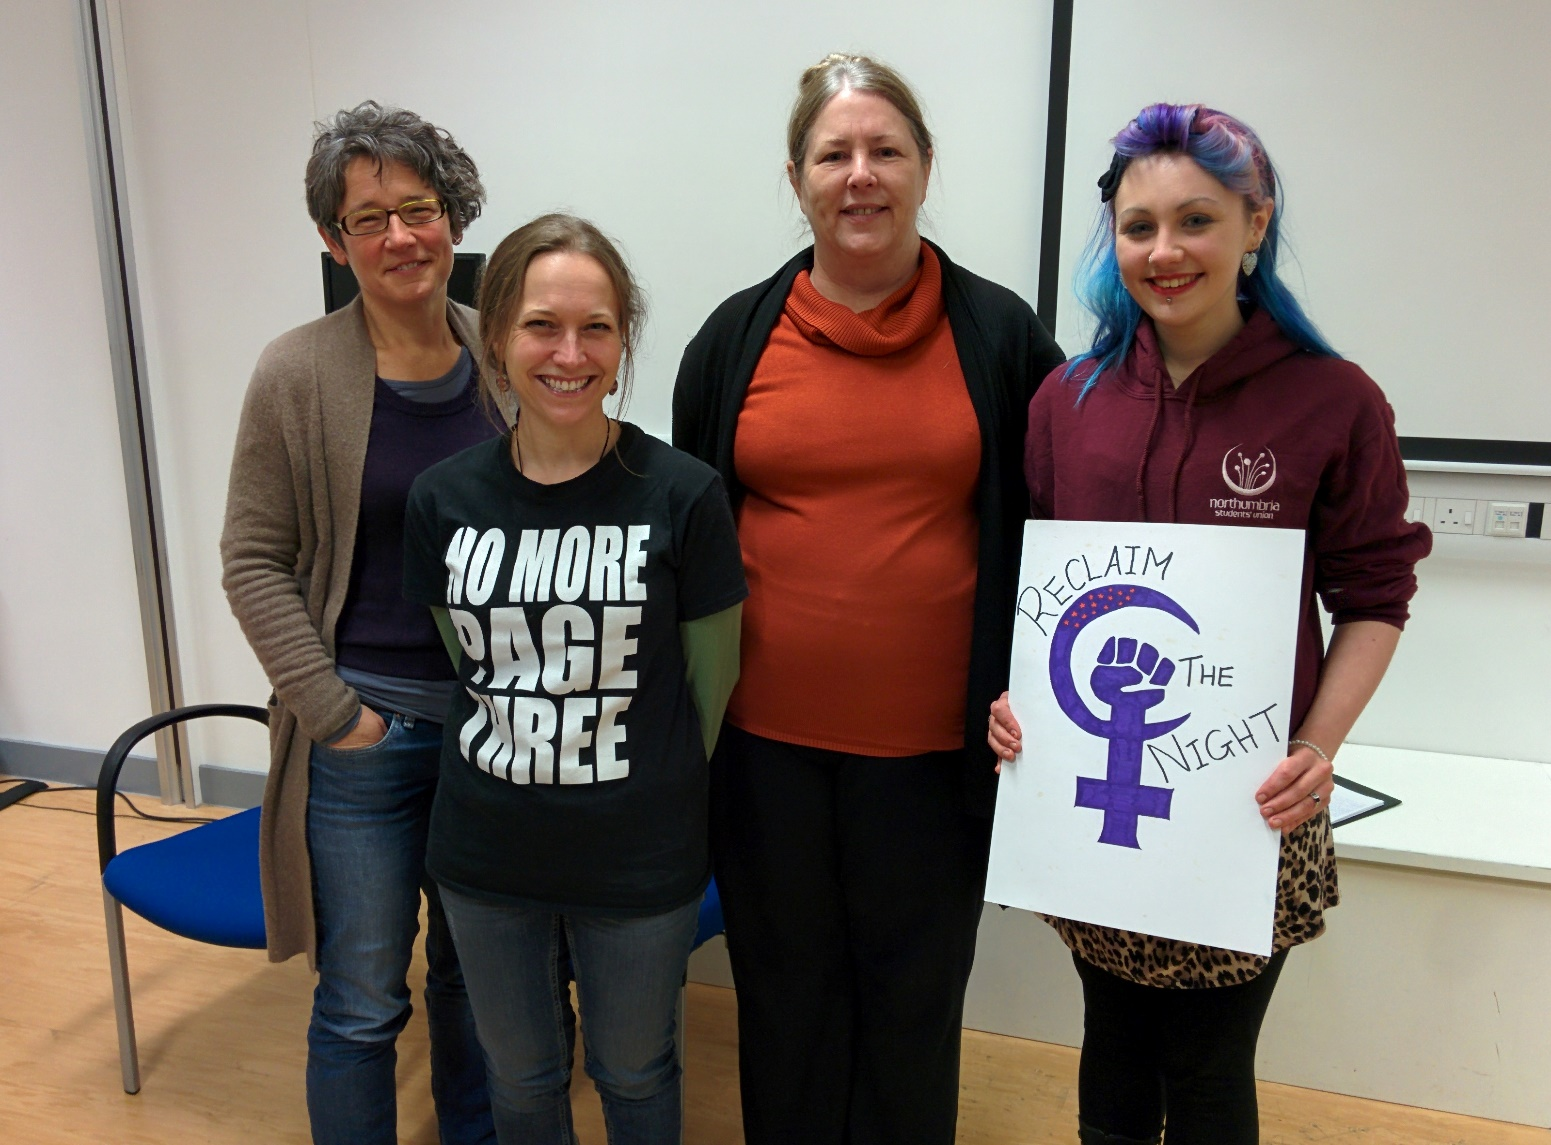 NO MORE
PAGE
THREE
northumbria
students' union
RECLAIM
THE
NIGHT